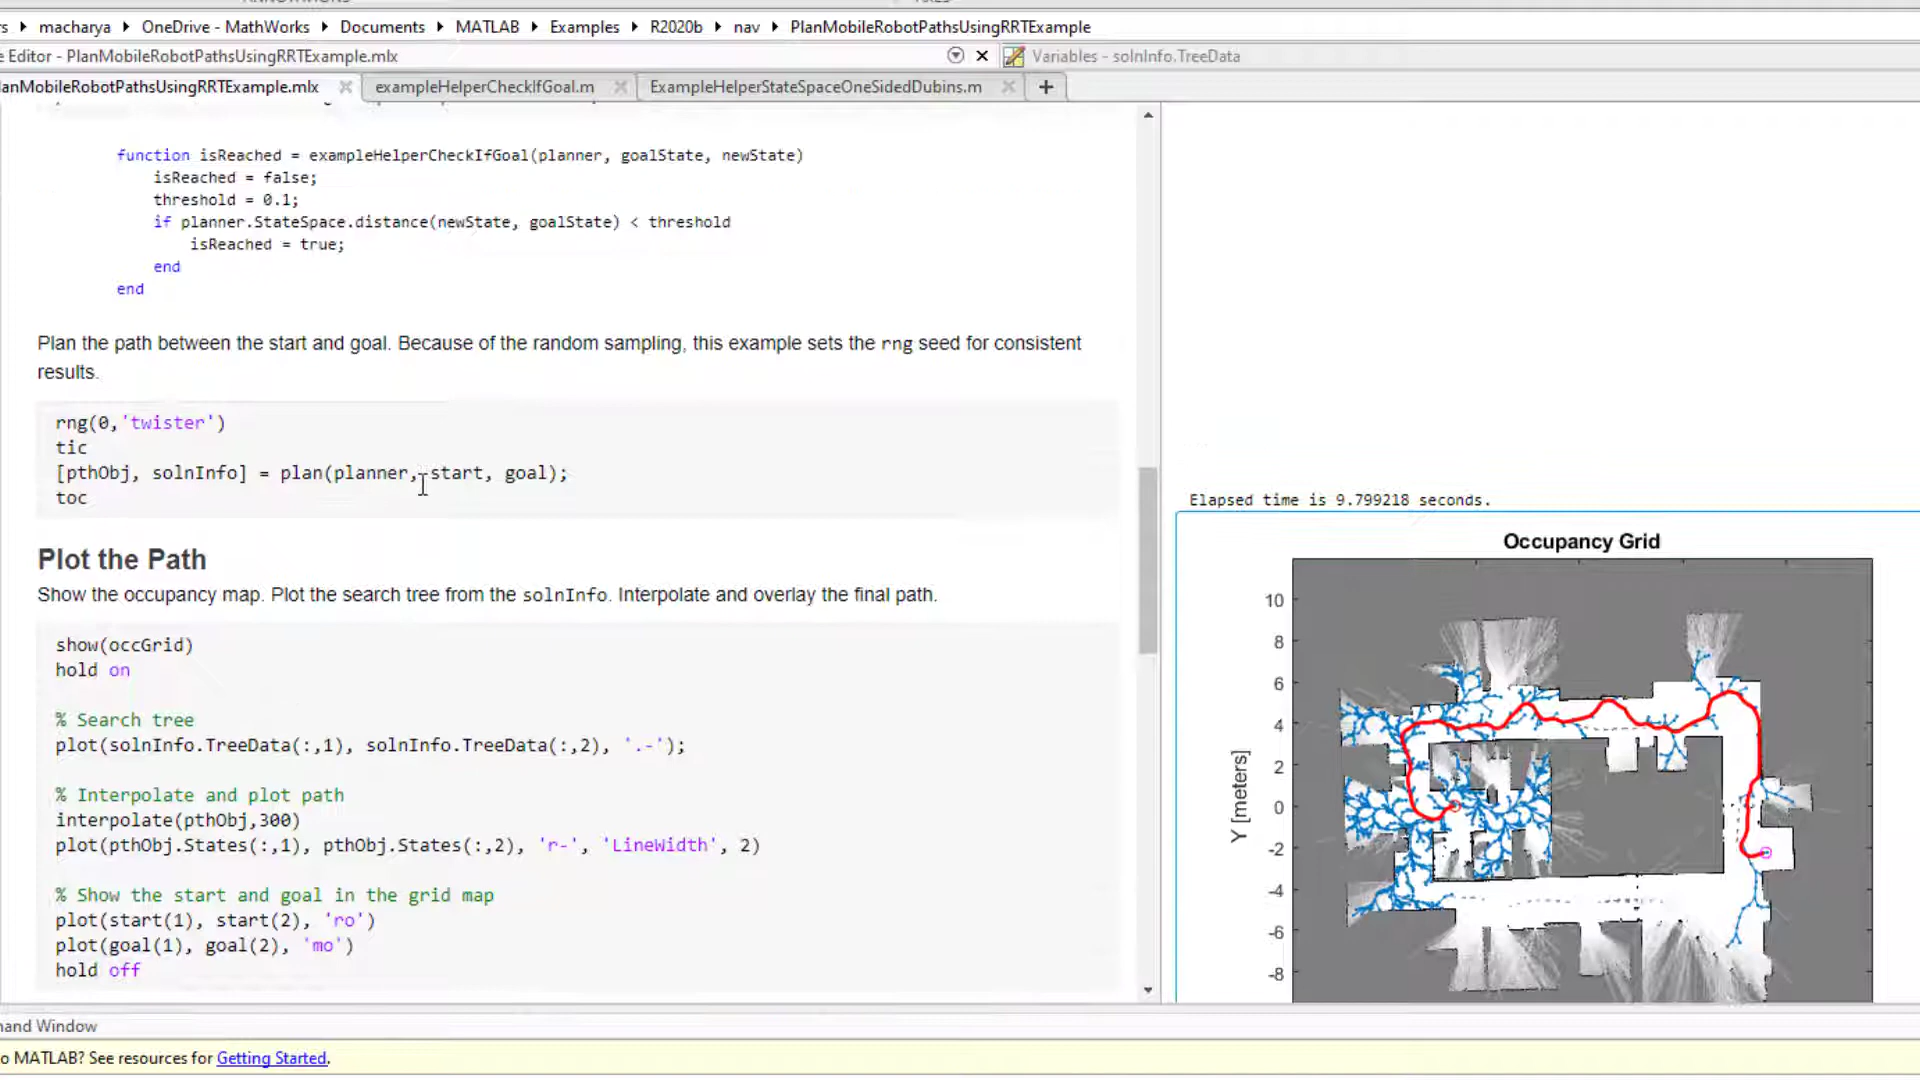 macharya ▸ OneDrive - MathWorks ▸ Documents ▸ MATLAB ▸ Examples ▸ R2020b ▸ nav ▸ PlanMobileRobotPathsUsingRRTExample
e Editor - PlanMobileRobotPathsUsingRRTExample.mlx
Variables - solnInfo.TreeData
anMobileRobotPathsUsingRRTExample.mlx
exampleHelperCheckIfGoal.m
ExampleHelperStateSpaceOneSidedDubins.m
+
function isReached = exampleHelperCheckIfGoal(planner, goalState, newState)
isReached = false;
threshold = 0.1;
if planner.StateSpace.distance(newState, goalState) < threshold
isReached = true;
end
end
Plan the path between the start and goal. Because of the random sampling, this example sets the rng seed for consistent
results.
rng(0,'twister')
tic
[pthObj, solnInfo] = plan(planner, start, goal);
toc
Plot the Path
Show the occupancy map. Plot the search tree from the solnInfo. Interpolate and overlay the final path.
show(occGrid)
hold on
% Search tree
plot(solnInfo.TreeData(:,1), solnInfo.TreeData(:,2), '.-');
% Interpolate and plot path
interpolate(pthObj,300)
plot(pthObj.States(:,1), pthObj.States(:,2), 'r-', 'LineWidth', 2)
% Show the start and goal in the grid map
plot(start(1), start(2), 'ro')
plot(goal(1), goal(2), 'mo')
hold off
Elapsed time is 9.799218 seconds.
Occupancy Grid
10
8
6
4
2
0
-2
-4
-6
-8
Y [meters]
mand Window
o MATLAB? See resources for Getting Started.